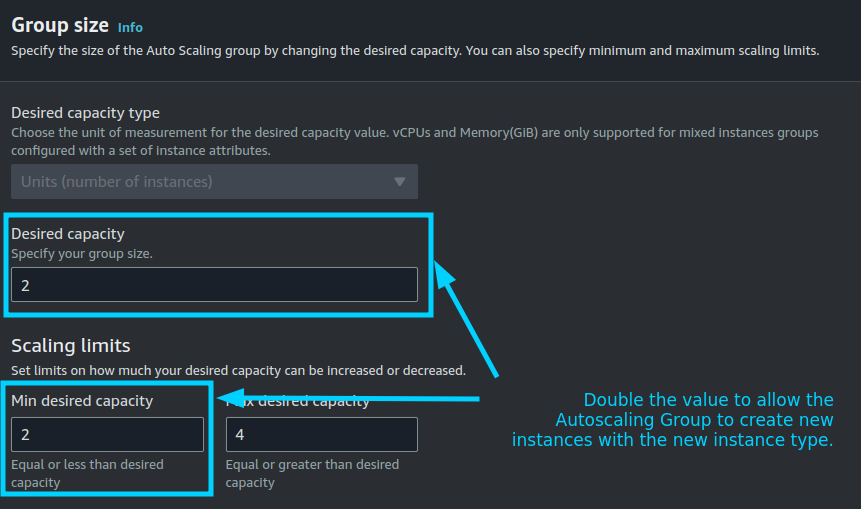 Group size Info
Specify the size of the Auto Scaling group by changing the desired capacity. You can also specify minimum and maximum scaling limits.
Desired capacity type
Choose the unit of measurement for the desired capacity value. vCPUs and Memory(GiB) are only supported for mixed instances groups
configured with a set of instance attributes.
Units (number of instances)
Desired capacity
Specify your group size.
2
Scaling limits
Set limits on how much your desired capacity can be increased or decreased.
Min desired capacity
Max desired capacity
2
4
Equal or less than desired
capacity
Equal or greater than desired
capacity
Double the value to allow the
Autoscaling Group to create new
instances with the new instance type.